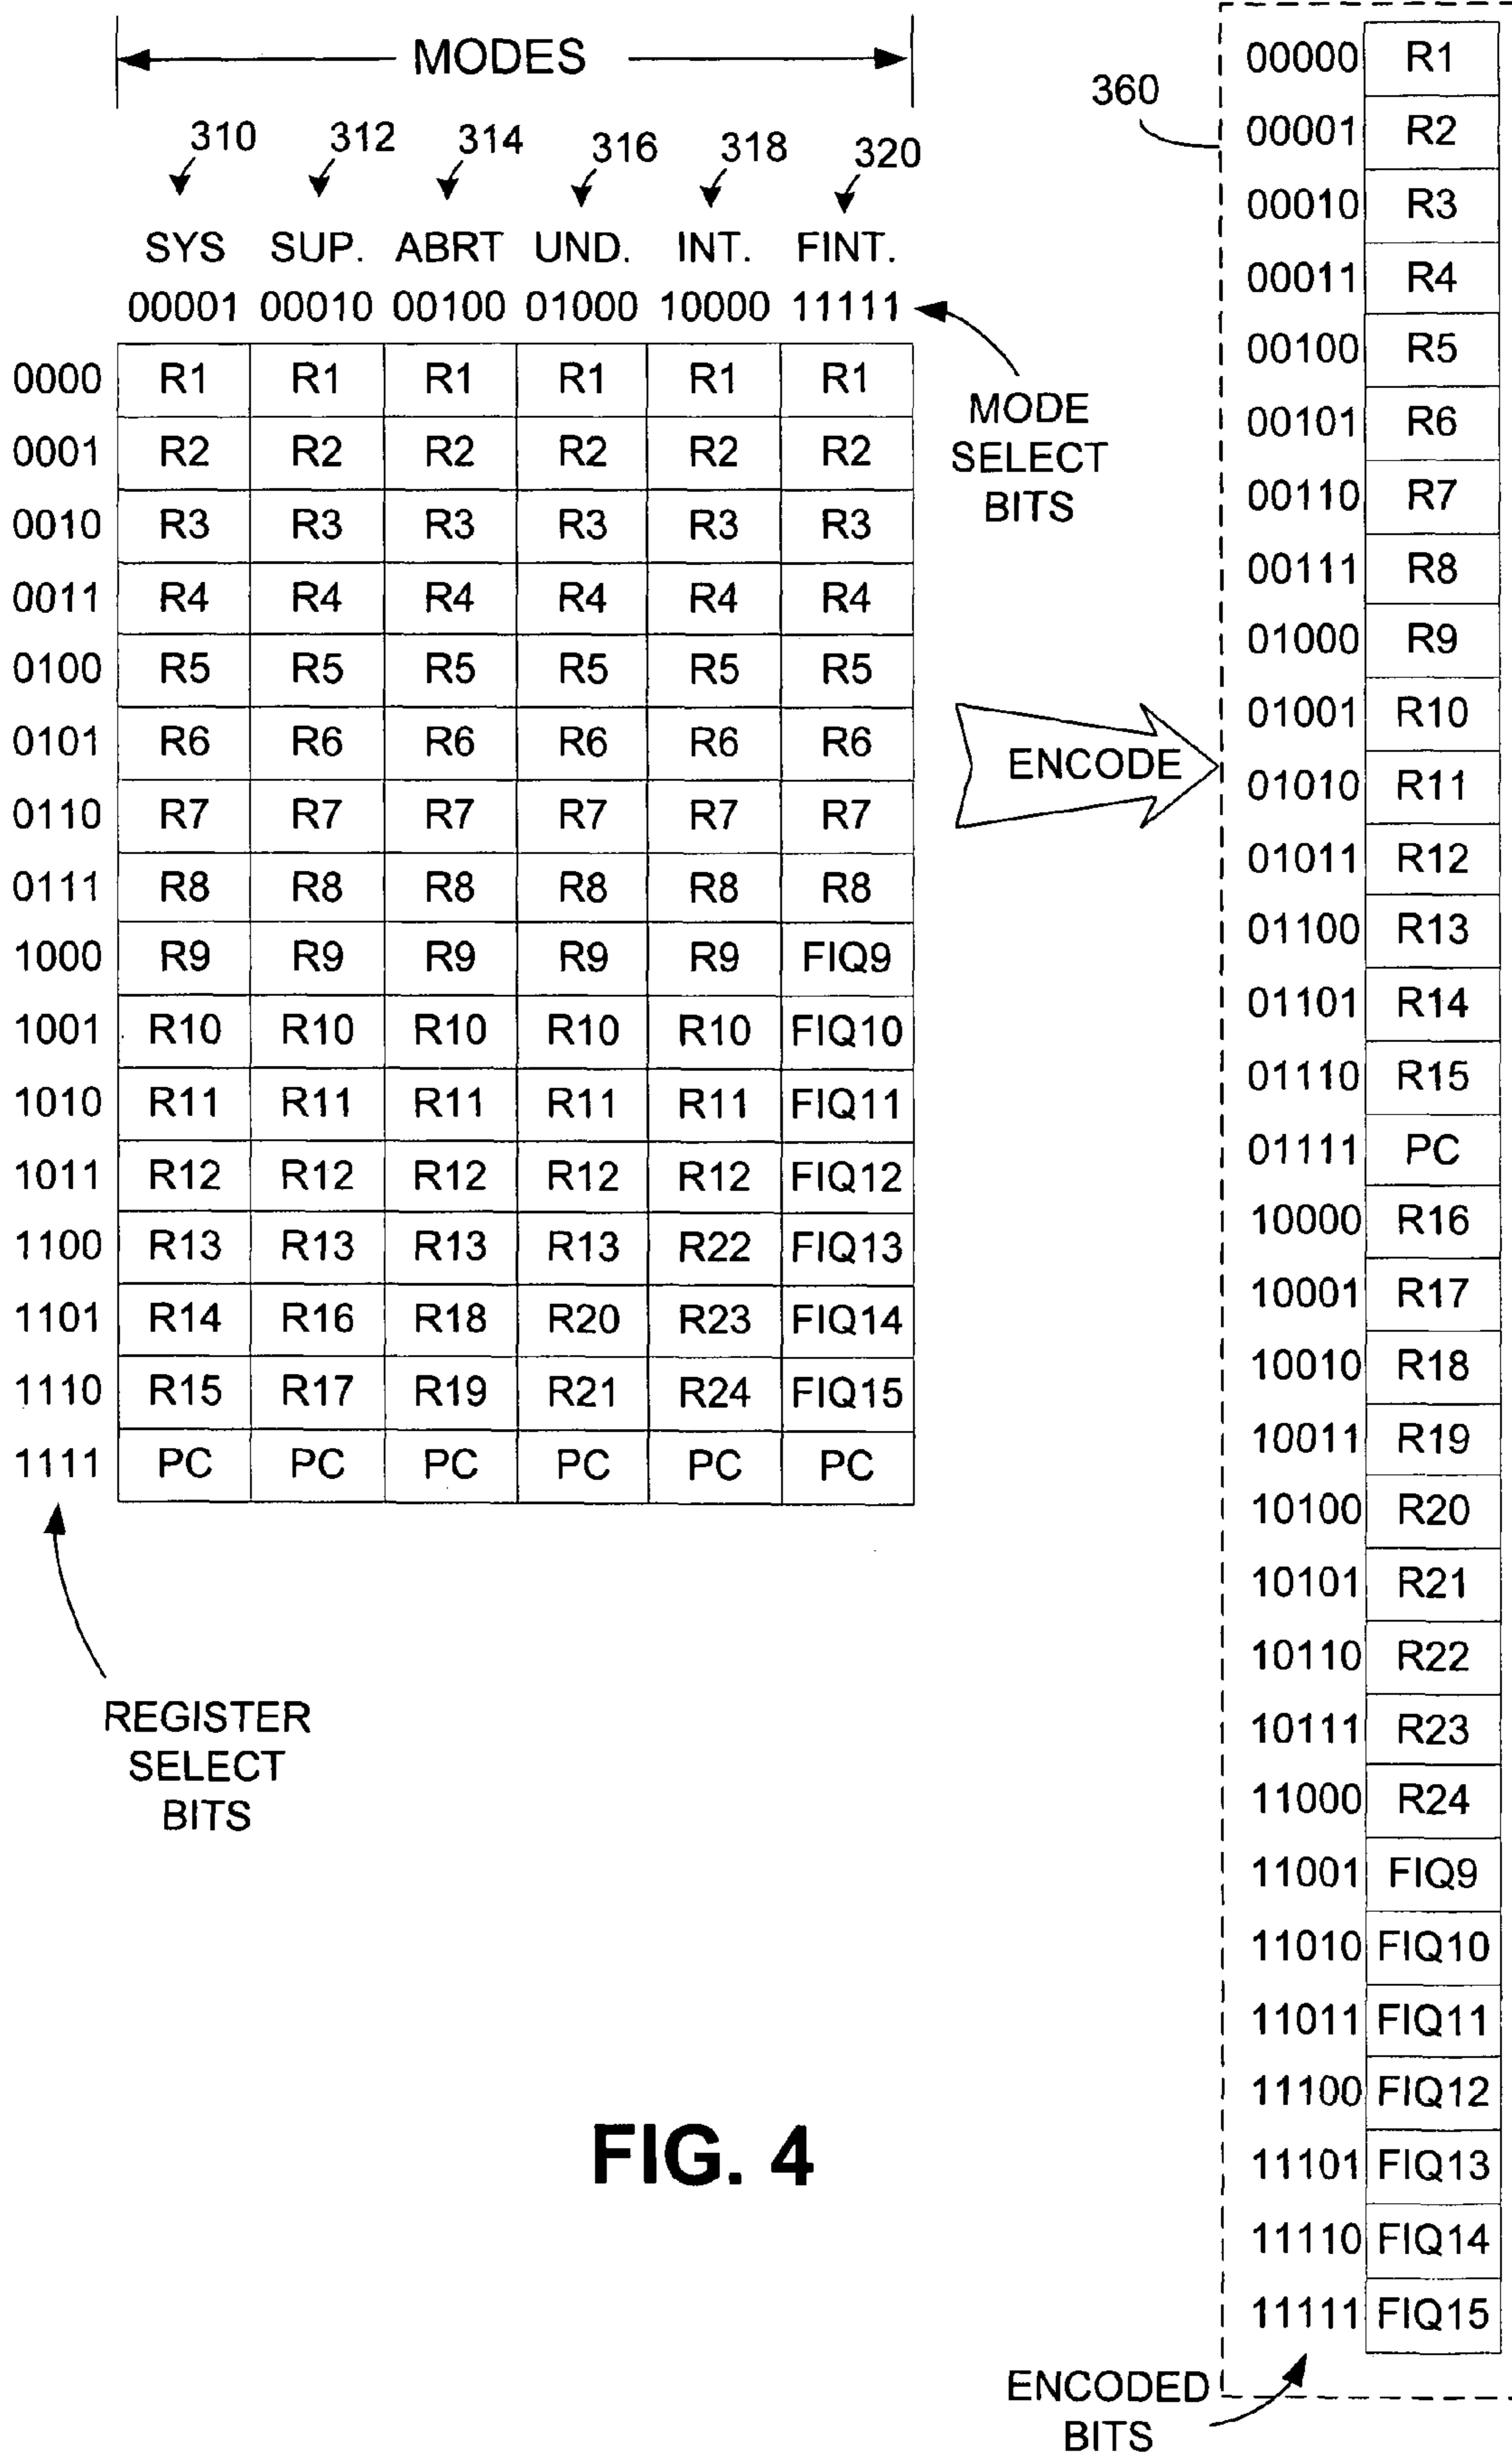 MODES
310 312 314 316 318 320
SYS SUP. ABRT UND. INT. FINT.
00001 00010 00100 01000 10000 11111
0000 R1 R1 R1 R1 R1 R1
0001 R2 R2 R2 R2 R2 R2
0010 R3 R3 R3 R3 R3 R3
0011 R4 R4 R4 R4 R4 R4
0100 R5 R5 R5 R5 R5 R5
0101 R6 R6 R6 R6 R6 R6
0110 R7 R7 R7 R7 R7 R7
0111 R8 R8 R8 R8 R8 R8
1000 R9 R9 R9 R9 R9 FIQ9
1001 R10 R10 R10 R10 R10 FIQ10
1010 R11 R11 R11 R11 R11 FIQ11
1011 R12 R12 R12 R12 R12 FIQ12
1100 R13 R13 R13 R13 R22 FIQ13
1101 R14 R16 R18 R20 R23 FIQ14
1110 R15 R17 R19 R21 R24 FIQ15
1111 PC PC PC PC PC PC
MODE
SELECT
BITS
REGISTER
SELECT
BITS
ENCODE
360
00000 R1
00001 R2
00010 R3
00011 R4
00100 R5
00101 R6
00110 R7
00111 R8
01000 R9
01001 R10
01010 R11
01011 R12
01100 R13
01101 R14
01110 R15
01111 PC
10000 R16
10001 R17
10010 R18
10011 R19
10100 R20
10101 R21
10110 R22
10111 R23
11000 R24
11001 FIQ9
11010 FIQ10
11011 FIQ11
11100 FIQ12
11101 FIQ13
11110 FIQ14
11111 FIQ15
ENCODED
BITS
FIG. 4